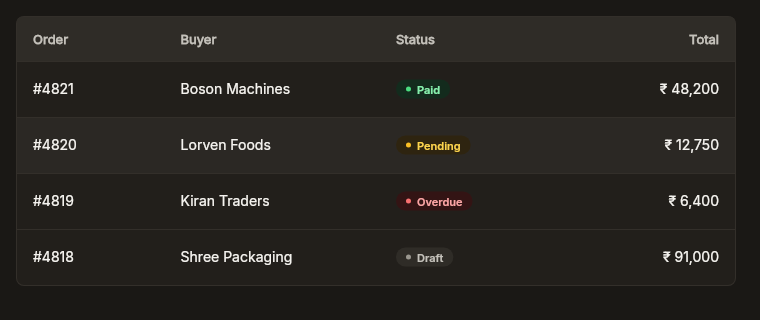 Order Buyer Status Total
#4821 Boson Machines Paid ₹ 48,200
#4820 Lorven Foods Pending ₹ 12,750
#4819 Kiran Traders Overdue ₹ 6,400
#4818 Shree Packaging Draft ₹ 91,000